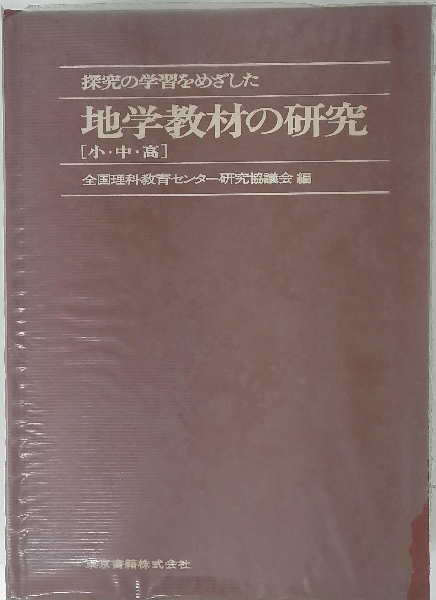 探究の学習をめざした
地学教材の研究
[小・中・高]
全国理科教育センター研究協議会 編
東京書籍株式会社